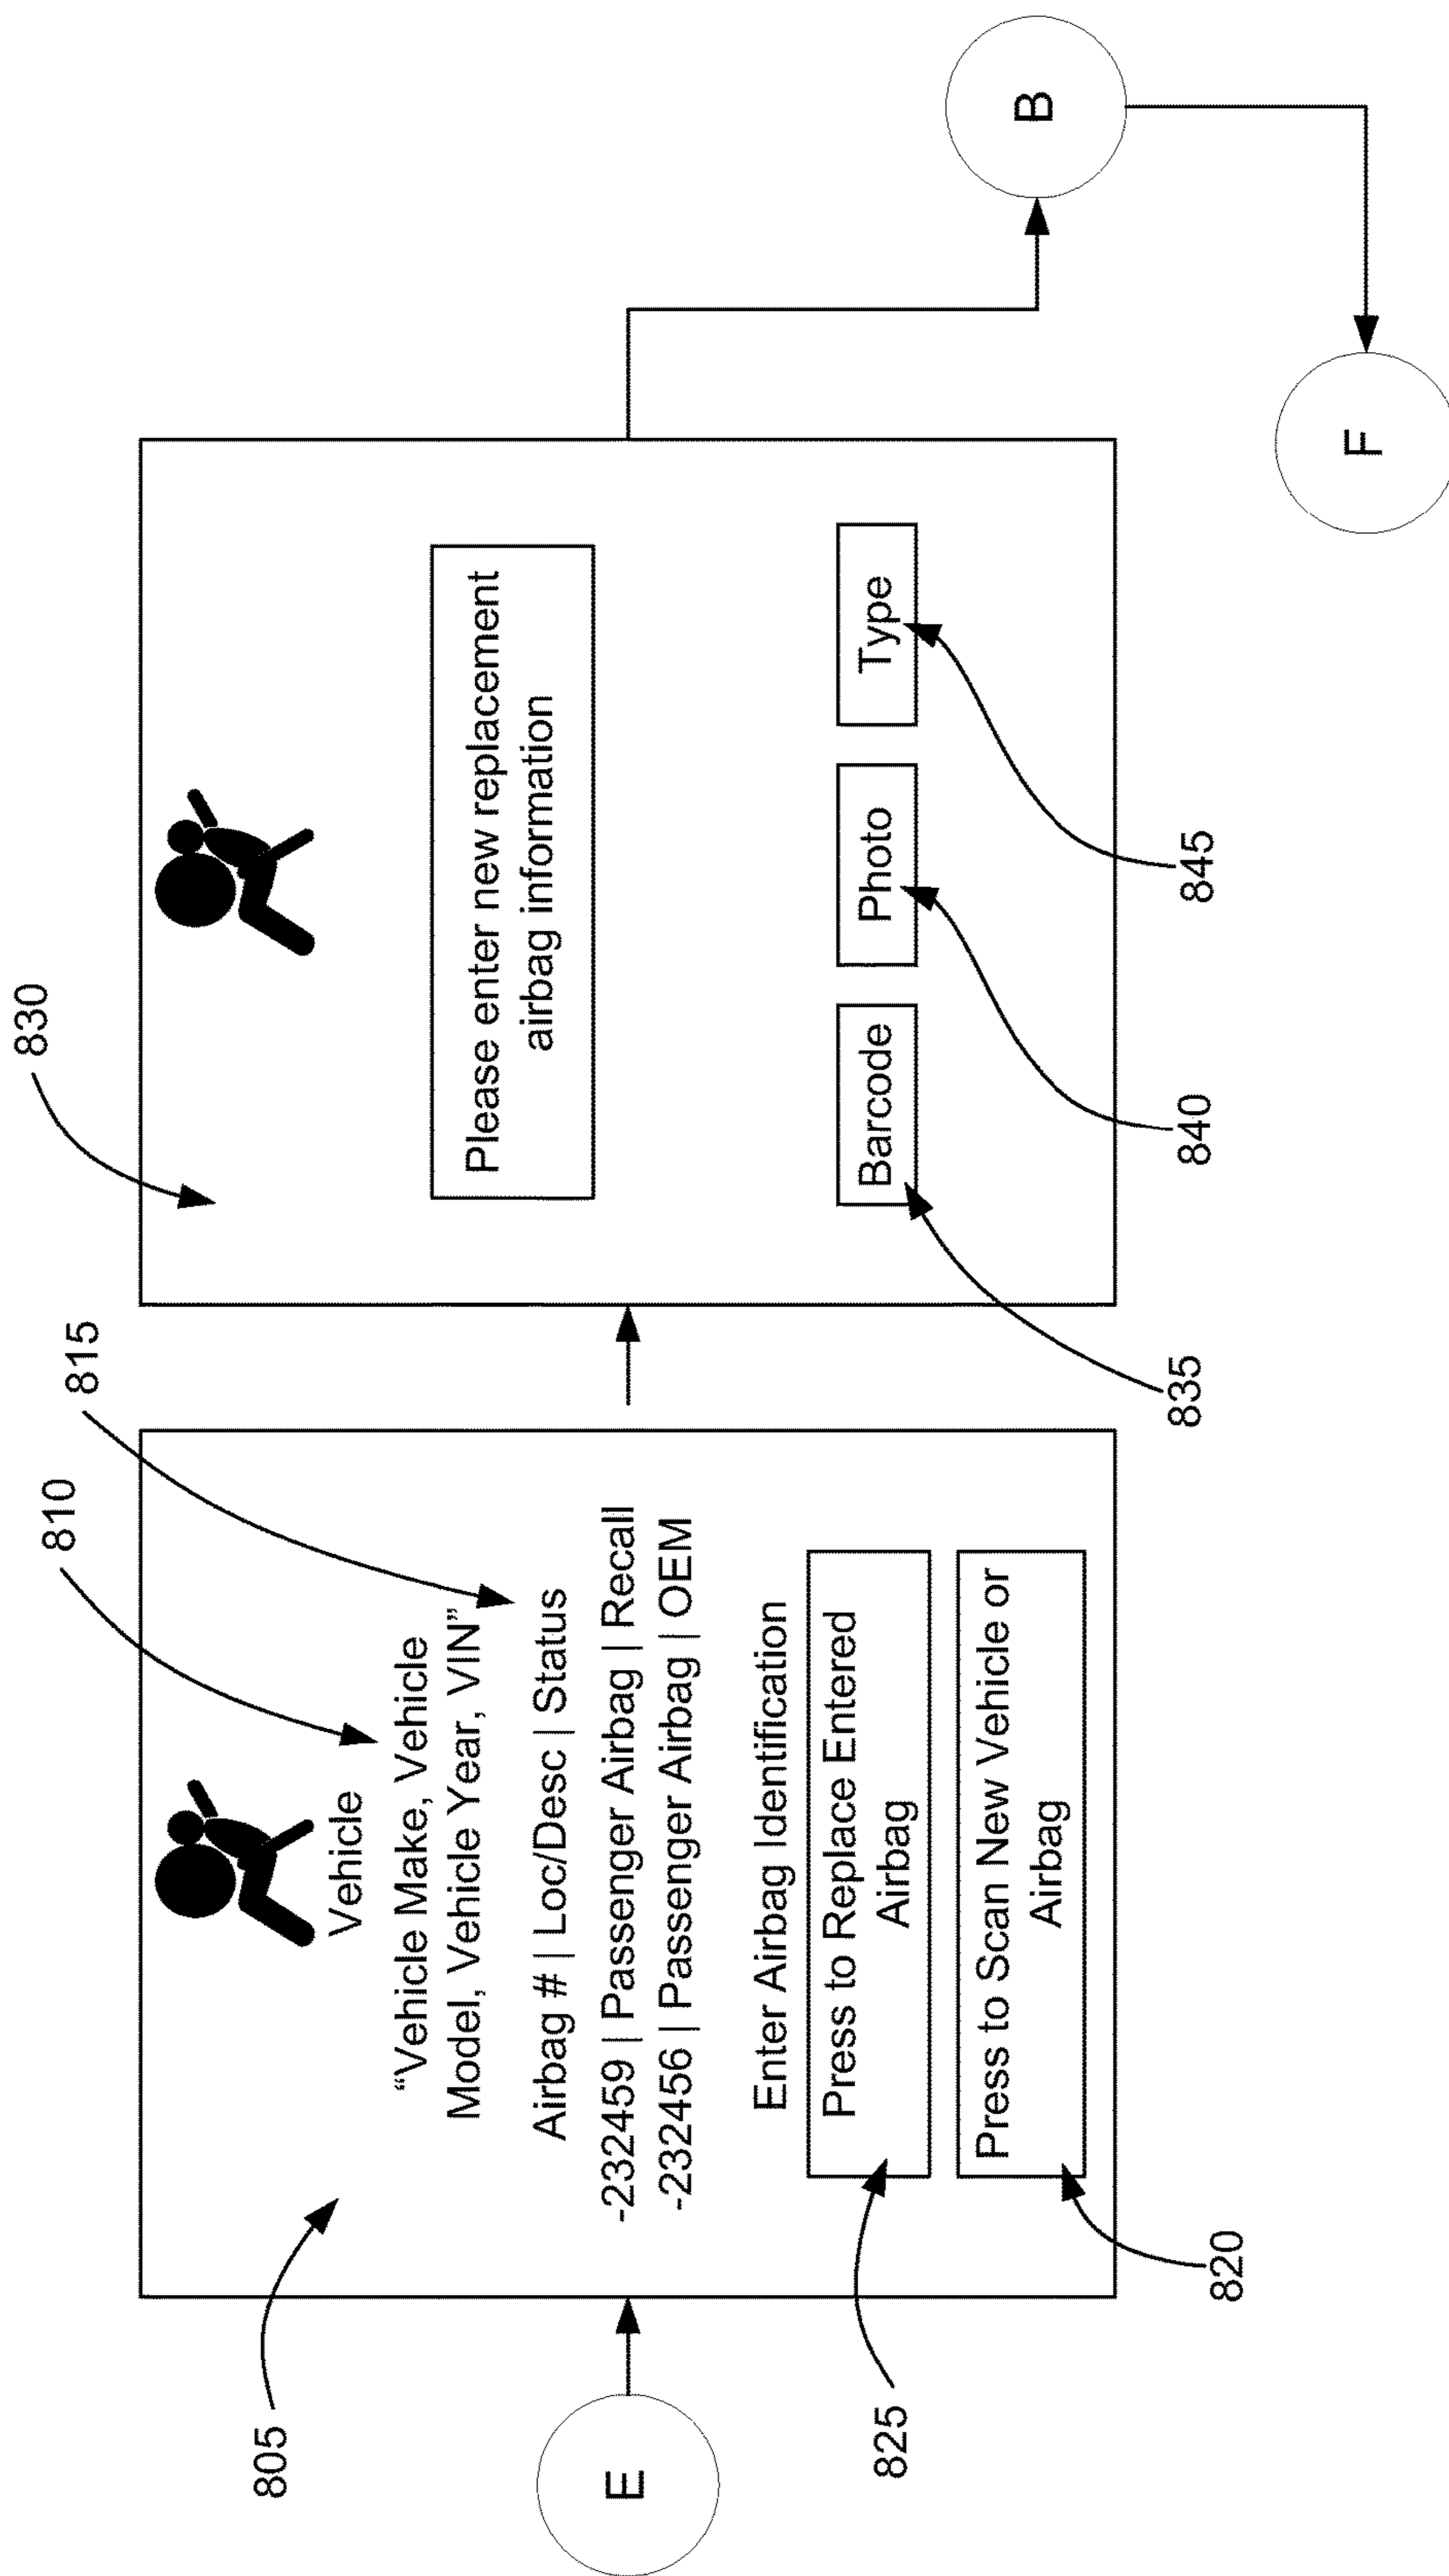 805
810
815
830
E
Vehicle
“Vehicle Make, Vehicle
Model, Vehicle Year, VIN”
Airbag # | Loc/Desc | Status
-232459 | Passenger Airbag | Recall
-232456 | Passenger Airbag | OEM
Enter Airbag Identification
Press to Replace Entered
Airbag
Press to Scan New Vehicle or
Airbag
825
820
Please enter new replacement
airbag information
Barcode
Photo
Type
835
840
845
B
F